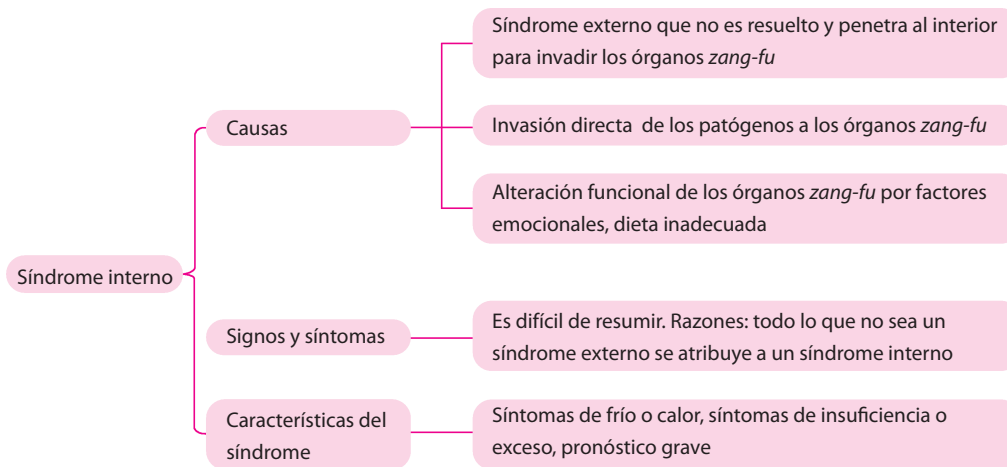 Síndrome interno
Causas
Síndrome externo que no es resuelto y penetra al interior
para invadir los órganos zang-fu
Invasión directa de los patógenos a los órganos zang-fu
Alteración funcional de los órganos zang-fu por factores
emocionales, dieta inadecuada
Signos y síntomas
Es difícil de resumir. Razones: todo lo que no sea un
síndrome externo se atribuye a un síndrome interno
Características del
síndrome
Síntomas de frío o calor, síntomas de insuficiencia o
exceso, pronóstico grave